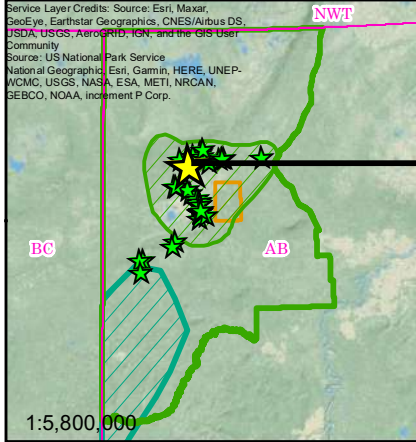 Service Layer Credits: Source: Esri, Maxar,
GeoEye, Earthstar Geographics, CNES/Airbus DS,
USDA, USGS, AeroGRID, IGN, and the GIS User
Community
Source: US National Park Service
National Geographic, Esri, Garmin, HERE, UNEP-
WCMC, USGS, NASA, ESA, METI, NRCAN,
GEBCO, NOAA, increment P Corp.
NWT
BC
AB
1:5,800,000